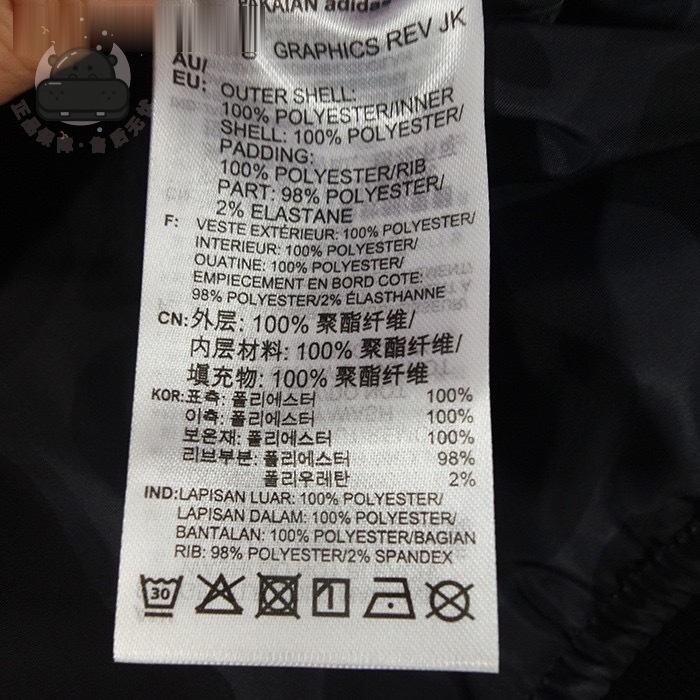 PAKAIAN adidas
GRAPHICS REV JK
AU/
EU: OUTER SHELL:
100% POLYESTER/INNER
SHELL: 100% POLYESTER/
PADDING:
100% POLYESTER/RIB
PART: 98% POLYESTER/
2% ELASTANE
F: VESTE EXTÉRIEUR: 100% POLYESTER/
INTERIEUR: 100% POLYESTER/
OUATINE: 100% POLYESTER/
EMPIECEMENT EN BORD COTE:
98% POLYESTER/2% ÉLASTHANNE
CN:外层: 100% 聚酯纤维/
内层材料: 100% 聚酯纤维/
填充物: 100% 聚酯纤维
KOR:표측: 폴리에스터 100%
이측: 폴리에스터 100%
보온재: 폴리에스터 100%
리브부분: 폴리에스터 98%
폴리우레탄 2%
IND:LAPISAN LUAR: 100% POLYESTER/
LAPISAN DALAM: 100% POLYESTER/
BANTALAN: 100% POLYESTER/BAGIAN
RIB: 98% POLYESTER/2% SPANDEX
30